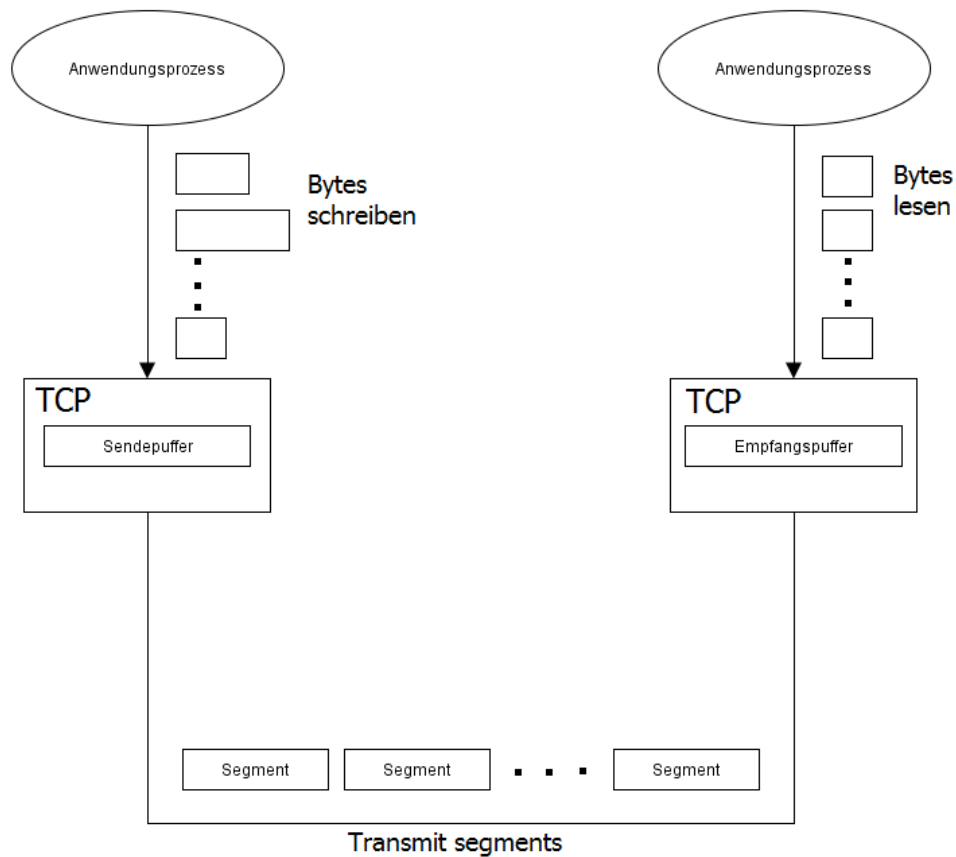 Anwendungsprozess
Anwendungsprozess
Bytes
schreiben
Bytes
lesen
TCP
Sendepuffer
TCP
Empfangspuffer
Segment
Segment
Segment
Transmit segments